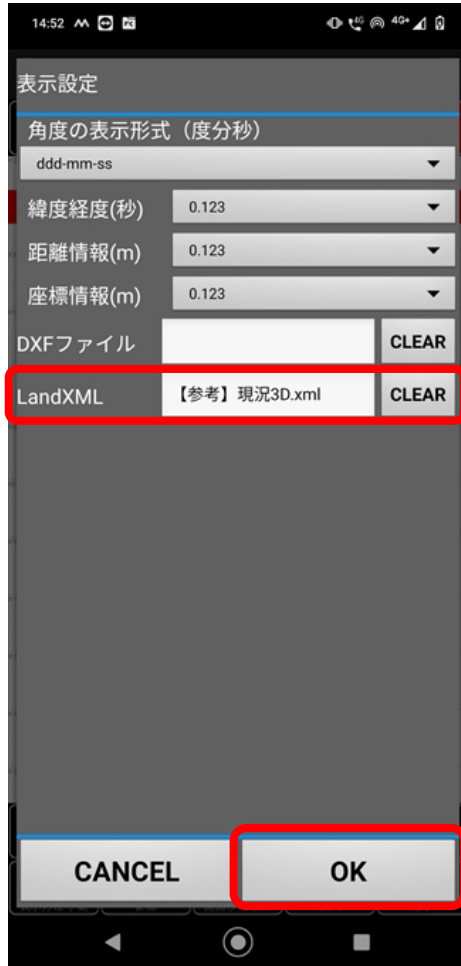 14:52 4G 4G+
表示設定
角度の表示形式（度分秒）
ddd-mm-ss
緯度経度(秒) 0.123
距離情報(m) 0.123
座標情報(m) 0.123
DXFファイル CLEAR
LandXML 【参考】現況3D.xml CLEAR
CANCEL OK